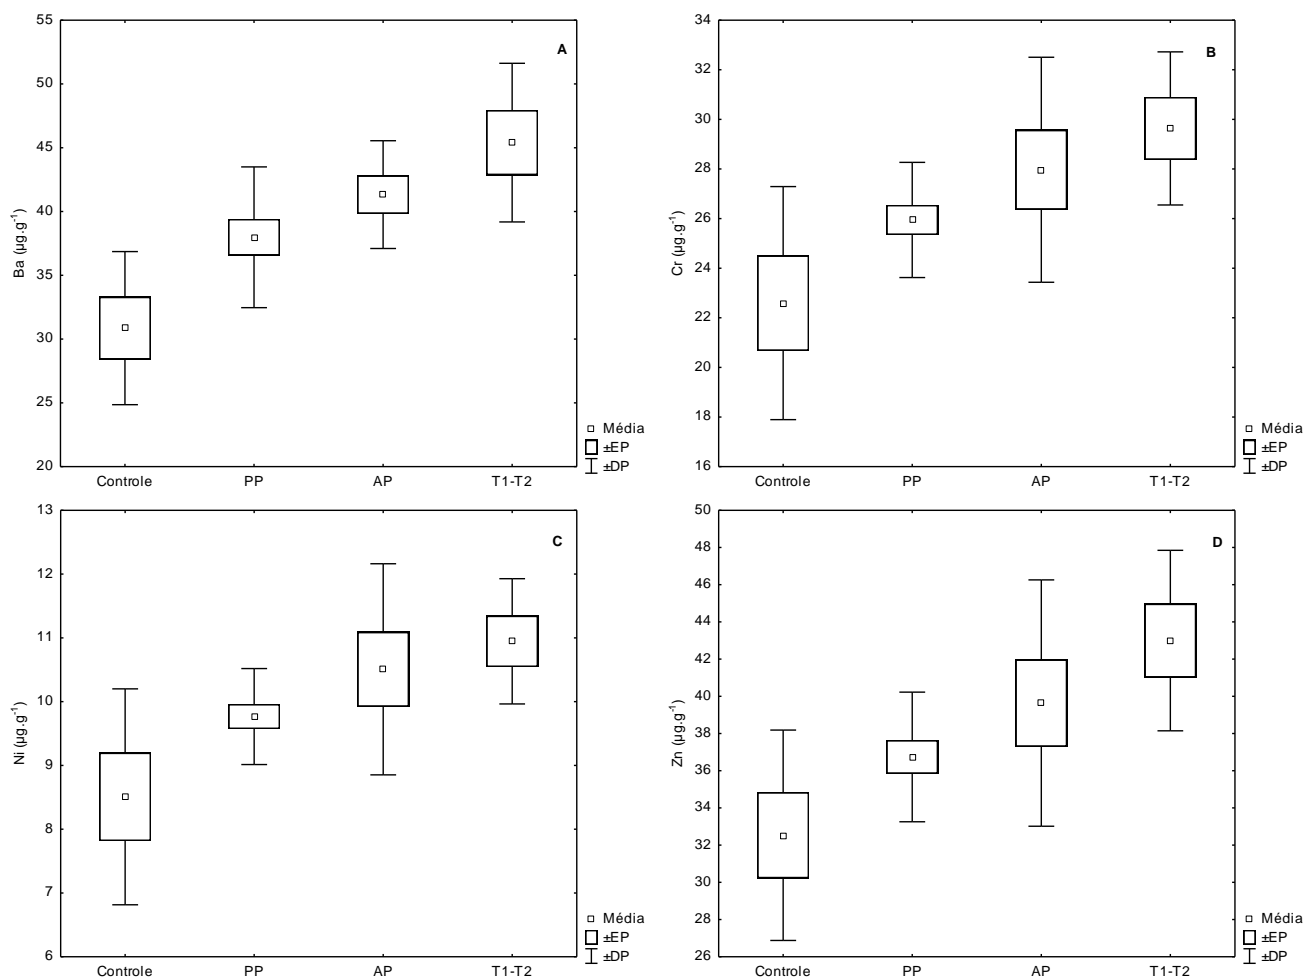 A
55
50
45
40
35
30
25
20
Ba (µg.g-1)
Controle PP AP T1-T2
Média
±EP
±DP
B
34
32
30
28
26
24
22
20
18
16
Cr (µg.g-1)
Controle PP AP T1-T2
Média
±EP
±DP
C
13
12
11
10
9
8
7
6
Ni (µg.g-1)
Controle PP AP T1-T2
Média
±EP
±DP
D
50
48
46
44
42
40
38
36
34
32
30
28
26
Zn (µg.g-1)
Controle PP AP T1-T2
Média
±EP
±DP